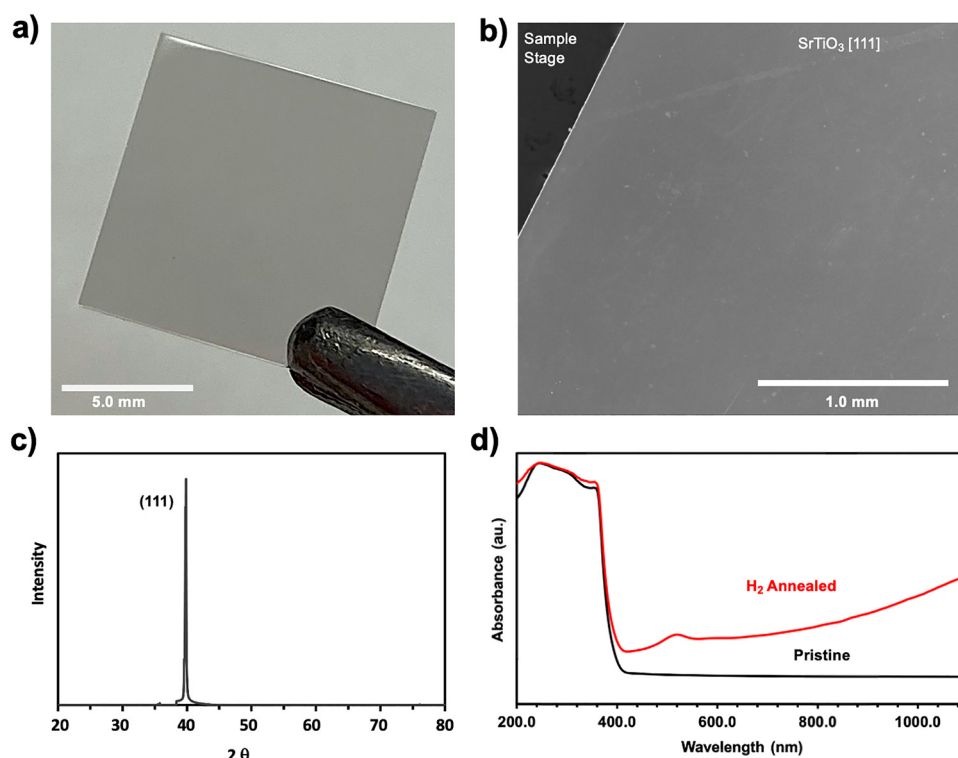 a)
5.0 mm
b)
Sample
Stage
SrTiO₃ [111]
1.0 mm
c)
Intensity
(111)
20 30 40 50 60 70 80
2 θ
d)
Absorbance (au.)
H₂ Annealed
Pristine
200.0 400.0 600.0 800.0 1000.0
Wavelength (nm)